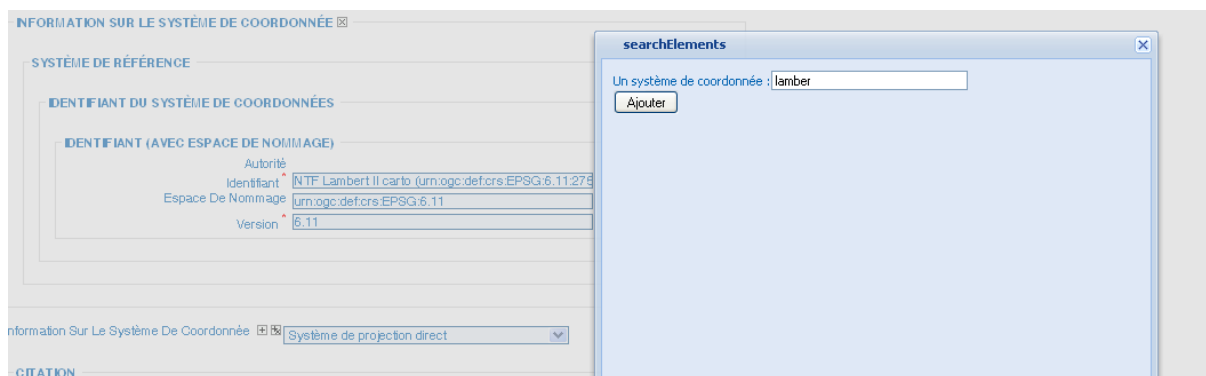 INFORMATION SUR LE SYSTÈME DE COORDONNÉE
SYSTÈME DE RÉFÉRENCE
IDENTIFIANT DU SYSTÈME DE COORDONNÉES
IDENTIFIANT (AVEC ESPACE DE NOMMAGE)
Autorité
Identifiant * NTF Lambert II carto (urn:ogc:def:crs:EPSG:6.11:276
Espace De Nommage urn:ogc:def:crs:EPSG:6.11
Version * 6.11
nformation Sur Le Système De Coordonnée Système de projection direct
CITATION
searchElements
Un système de coordonnée : lamber
Ajouter